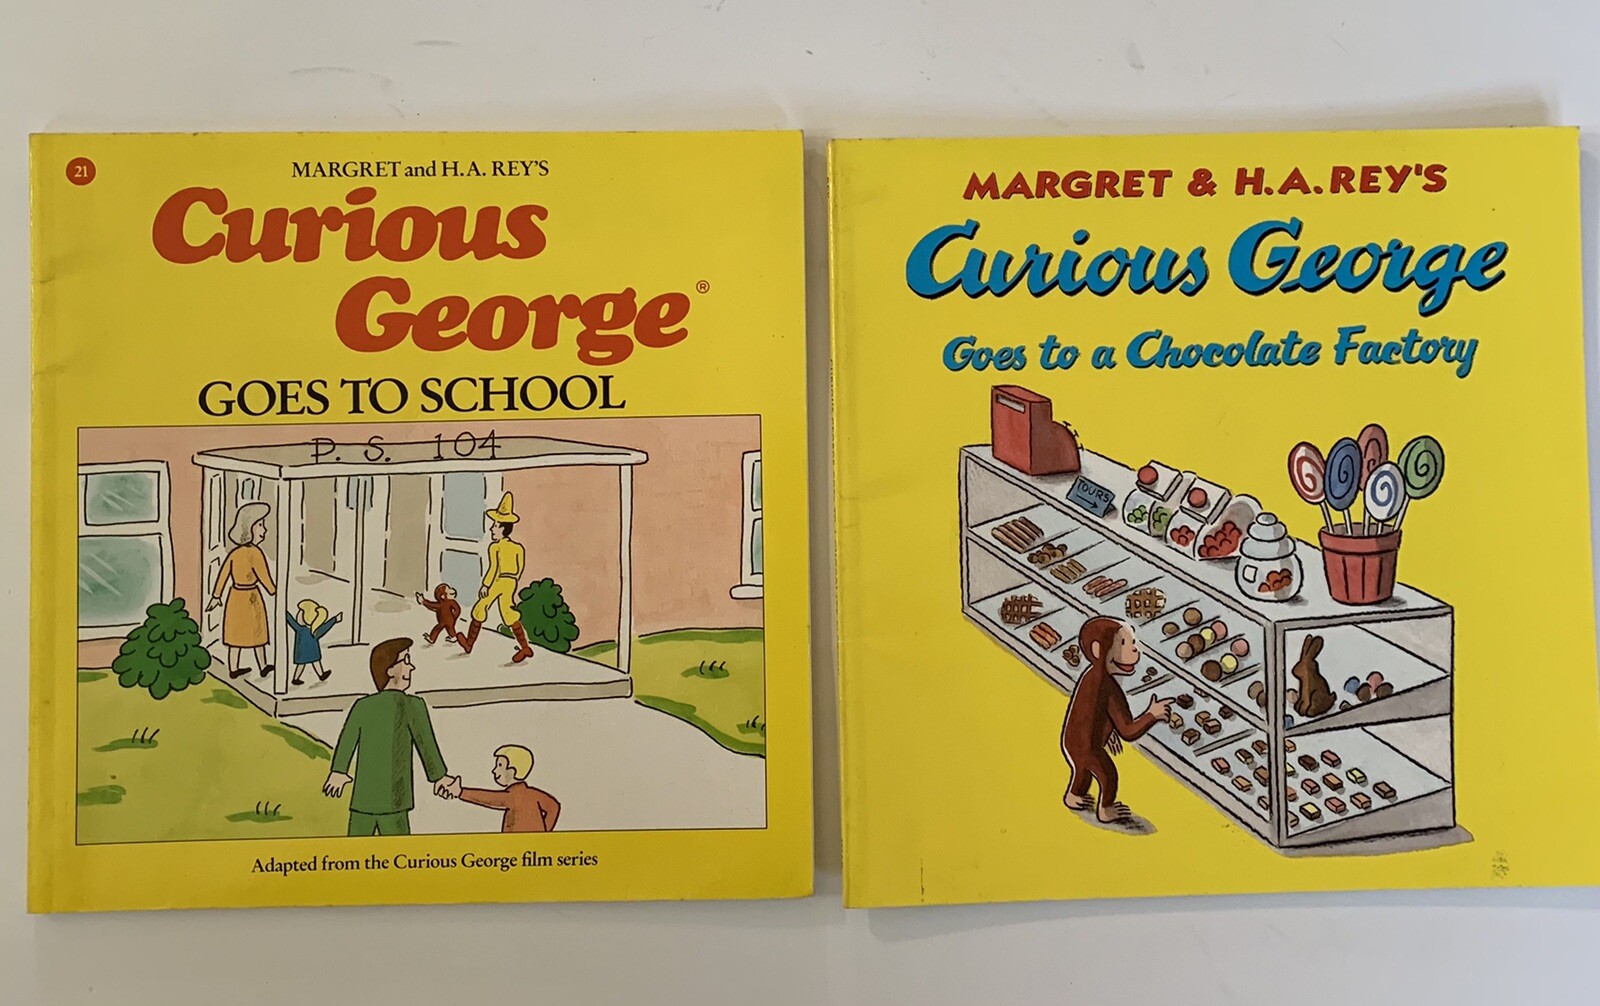 21
MARGRET and H.A. REY'S
Curious
George®
GOES TO SCHOOL
P. S. 104
Adapted from the Curious George film series
MARGRET & H.A. REY'S
Curious George
Goes to a Chocolate Factory
TOURS